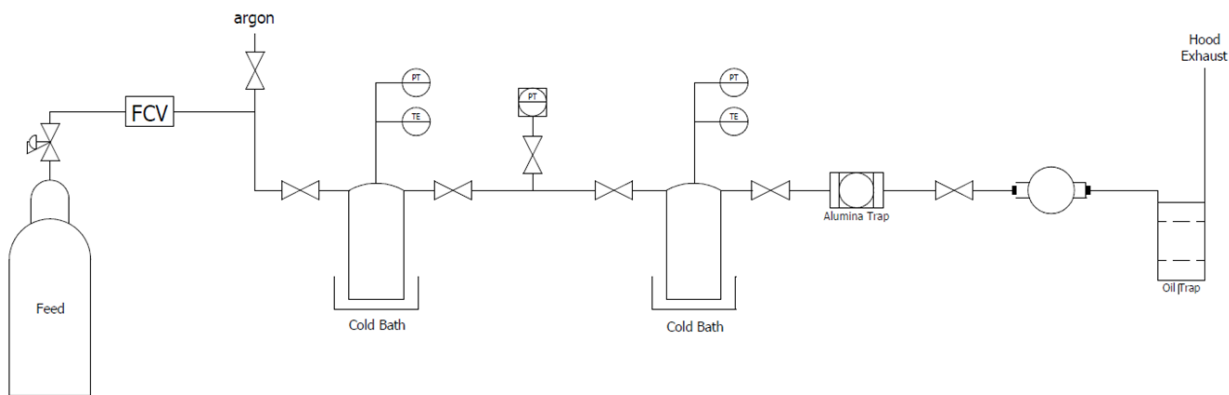 argon
Hood
Exhaust
FCV
PT
TE
PT
PT
TE
Alumina Trap
Feed
Cold Bath
Cold Bath
Oil Trap